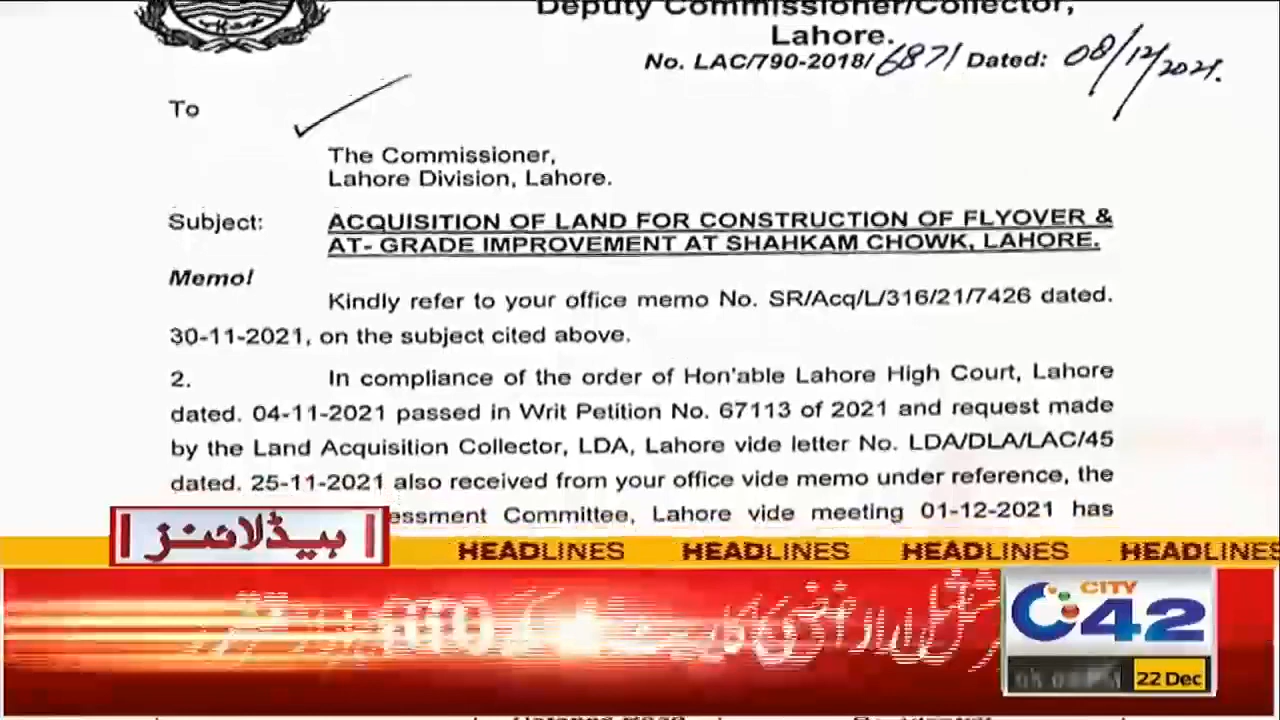 Deputy Commissioner/Collector,
Lahore.
No. LAC/790-2018/6871 Dated: 08/12/2021.
To
The Commissioner,
Lahore Division, Lahore.
Subject: ACQUISITION OF LAND FOR CONSTRUCTION OF FLYOVER &
AT- GRADE IMPROVEMENT AT SHAHKAM CHOWK, LAHORE.
Memo!
Kindly refer to your office memo No. SR/Acq/L/316/21/7426 dated.
30-11-2021, on the subject cited above.
2. In compliance of the order of Hon'able Lahore High Court, Lahore
dated. 04-11-2021 passed in Writ Petition No. 67113 of 2021 and request made
by the Land Acquisition Collector, LDA, Lahore vide letter No. LDA/DLA/LAC/45
dated. 25-11-2021 also received from your office vide memo under reference, the
essment Committee, Lahore vide meeting 01-12-2021 has
ہیڈلائنز
HEADLINES HEADLINES HEADLINES HEADLINES
CITY
42
22 Dec